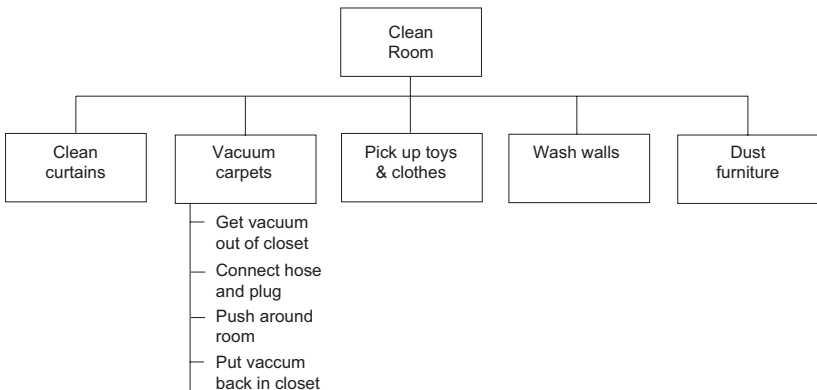 Clean
Room
Clean
curtains
Vacuum
carpets
Pick up toys
& clothes
Wash walls
Dust
furniture
Get vacuum
out of closet
Connect hose
and plug
Push around
room
Put vaccum
back in closet